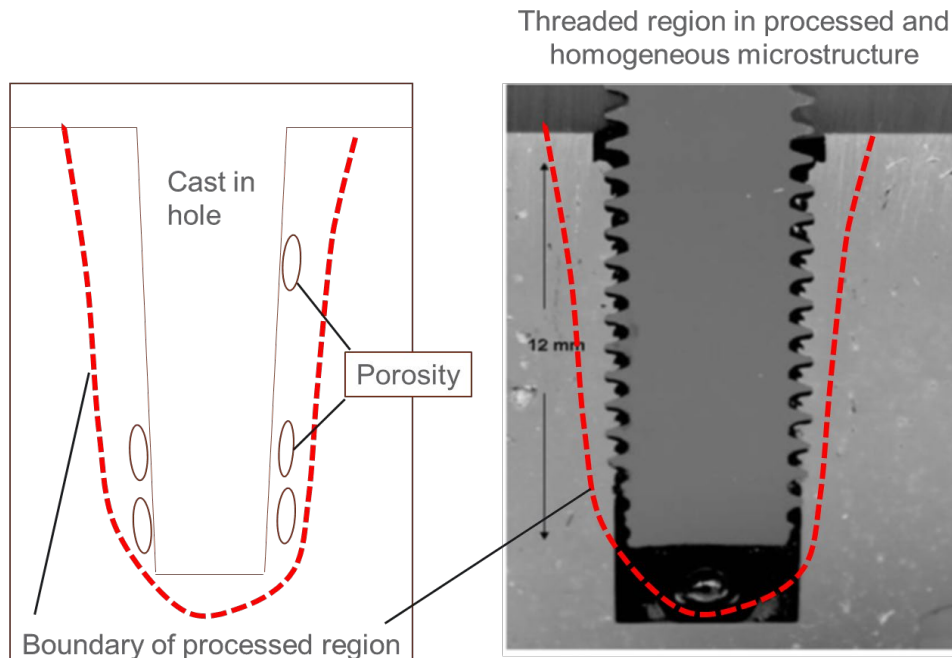 Threaded region in processed and
homogeneous microstructure
Cast in
hole
Porosity
12 mm
Boundary of processed region